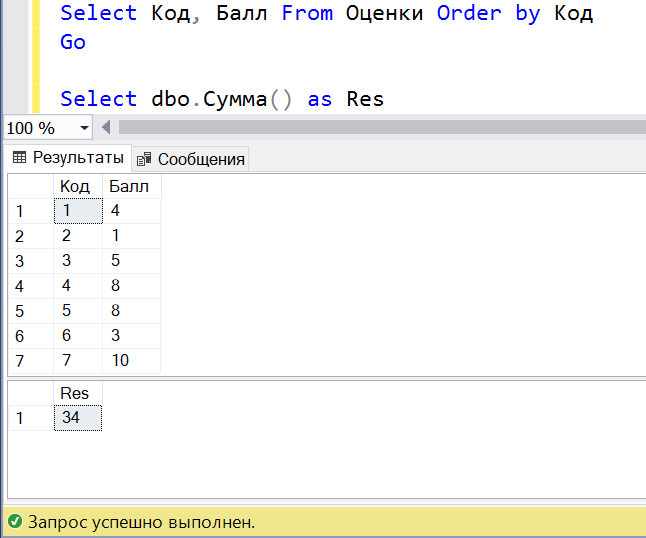 Select Код, Балл From Оценки Order by Код
Go
Select dbo.Сумма() as Res
100 %
Результаты Сообщения
Код Балл
1 1 4
2 2 1
3 3 5
4 4 8
5 5 8
6 6 3
7 7 10
Res
1 34
Запрос успешно выполнен.